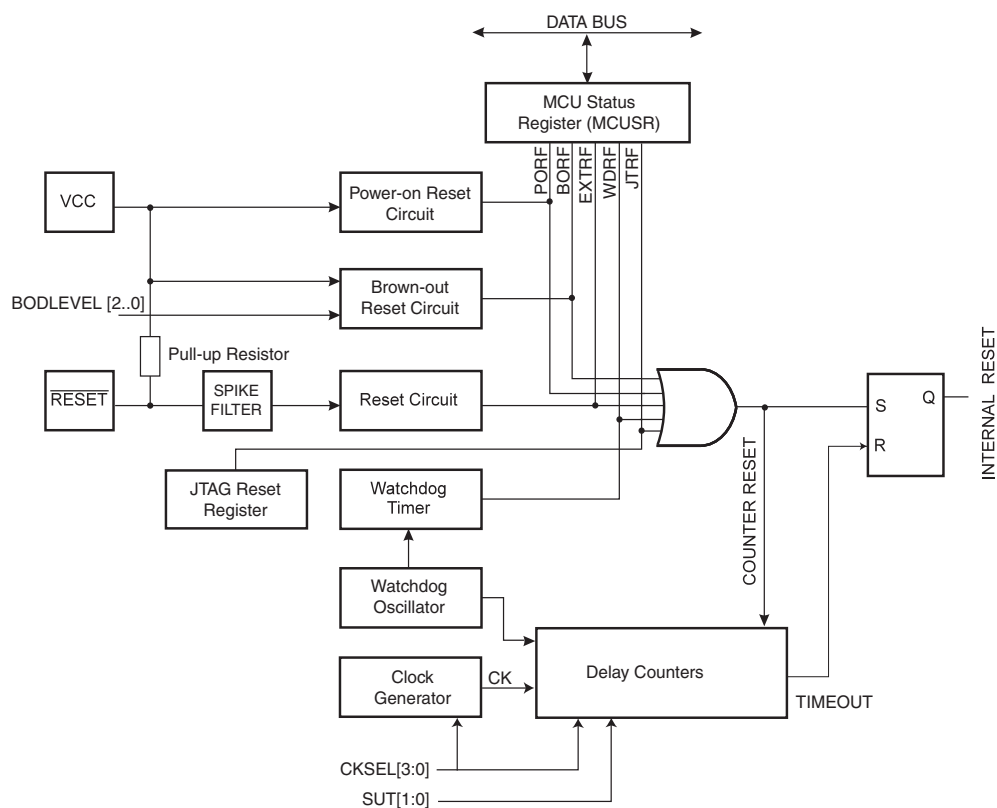 DATA BUS
MCU Status
Register (MCUSR)
PORF
BORF
EXTRF
WDRF
JTRF
VCC
Power-on Reset
Circuit
BODLEVEL [2..0]
Brown-out
Reset Circuit
Pull-up Resistor
RESET
SPIKE
FILTER
Reset Circuit
JTAG Reset
Register
Watchdog
Timer
Watchdog
Oscillator
Clock
Generator
CK
Delay Counters
COUNTER RESET
S
Q
R
INTERNAL RESET
TIMEOUT
CKSEL[3:0]
SUT[1:0]